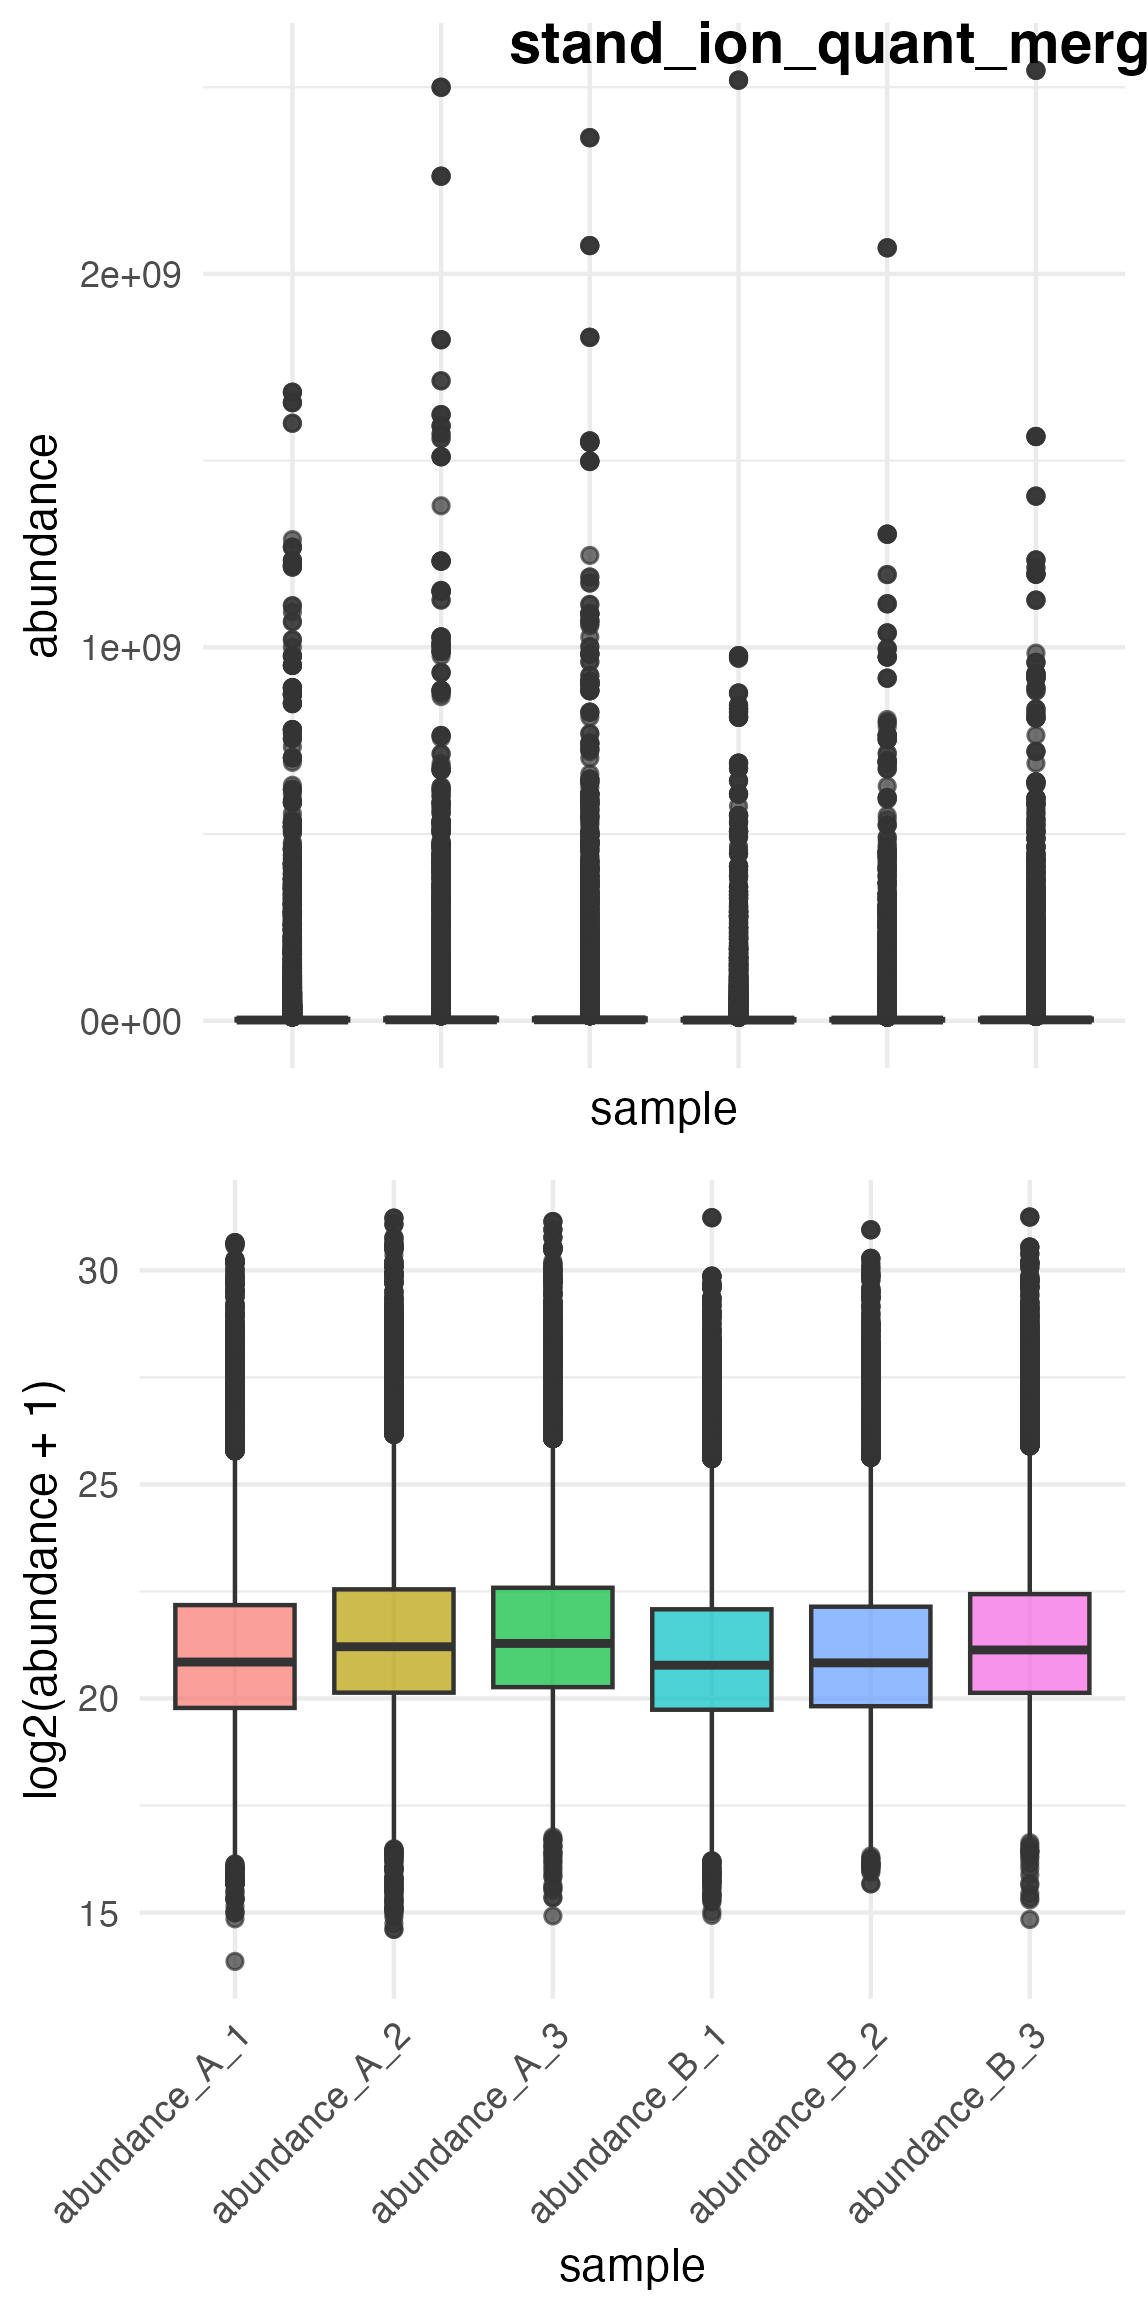 stand_ion_quant_merg
abundance
2e+09
1e+09
0e+00
sample
log2(abundance + 1)
30
25
20
15
abundance_A_1
abundance_A_2
abundance_A_3
abundance_B_1
abundance_B_2
abundance_B_3
sample